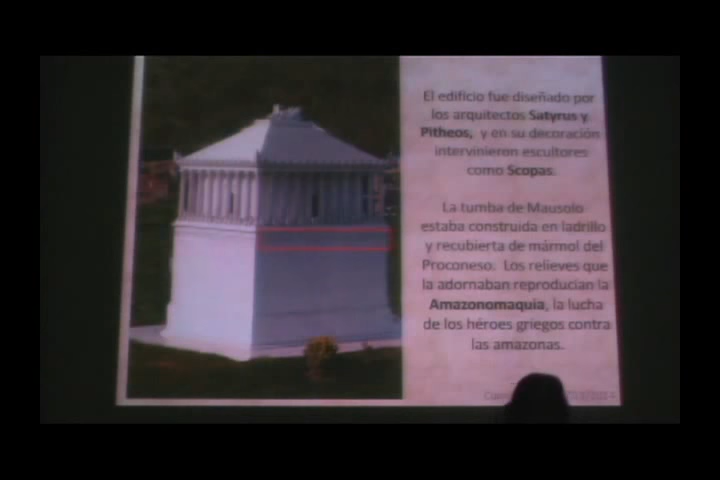 El edificio fue diseñado por
los arquitectos Satyrus y
Pitheos, y en su decoración
intervinieron escultores
como Scopas.
La tumba de Mausolo
estaba construida en ladrillo
y recubierta de mármol del
Proconeso. Los relieves que
la adornaban reproducían la
Amazonomaquia, la lucha
de los héroes griegos contra
las amazonas.